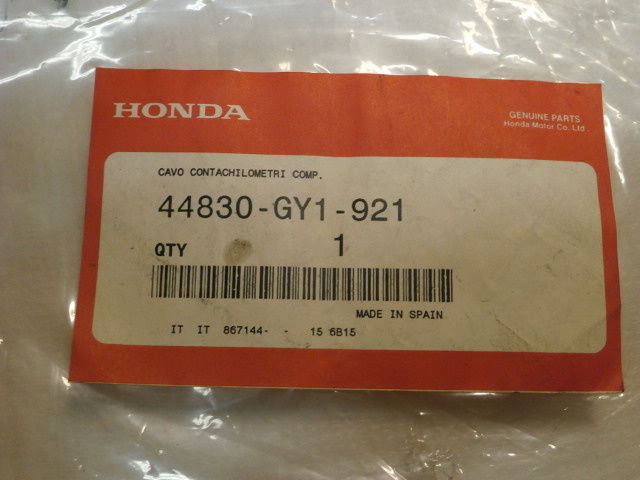 HONDA
GENUINE PARTS
Honda Motor Co. Ltd
CAVO CONTACHILOMETRI COMP.
44830-GY1-921
QTY 1
MADE IN SPAIN
IT IT 867144- - 15 6B15